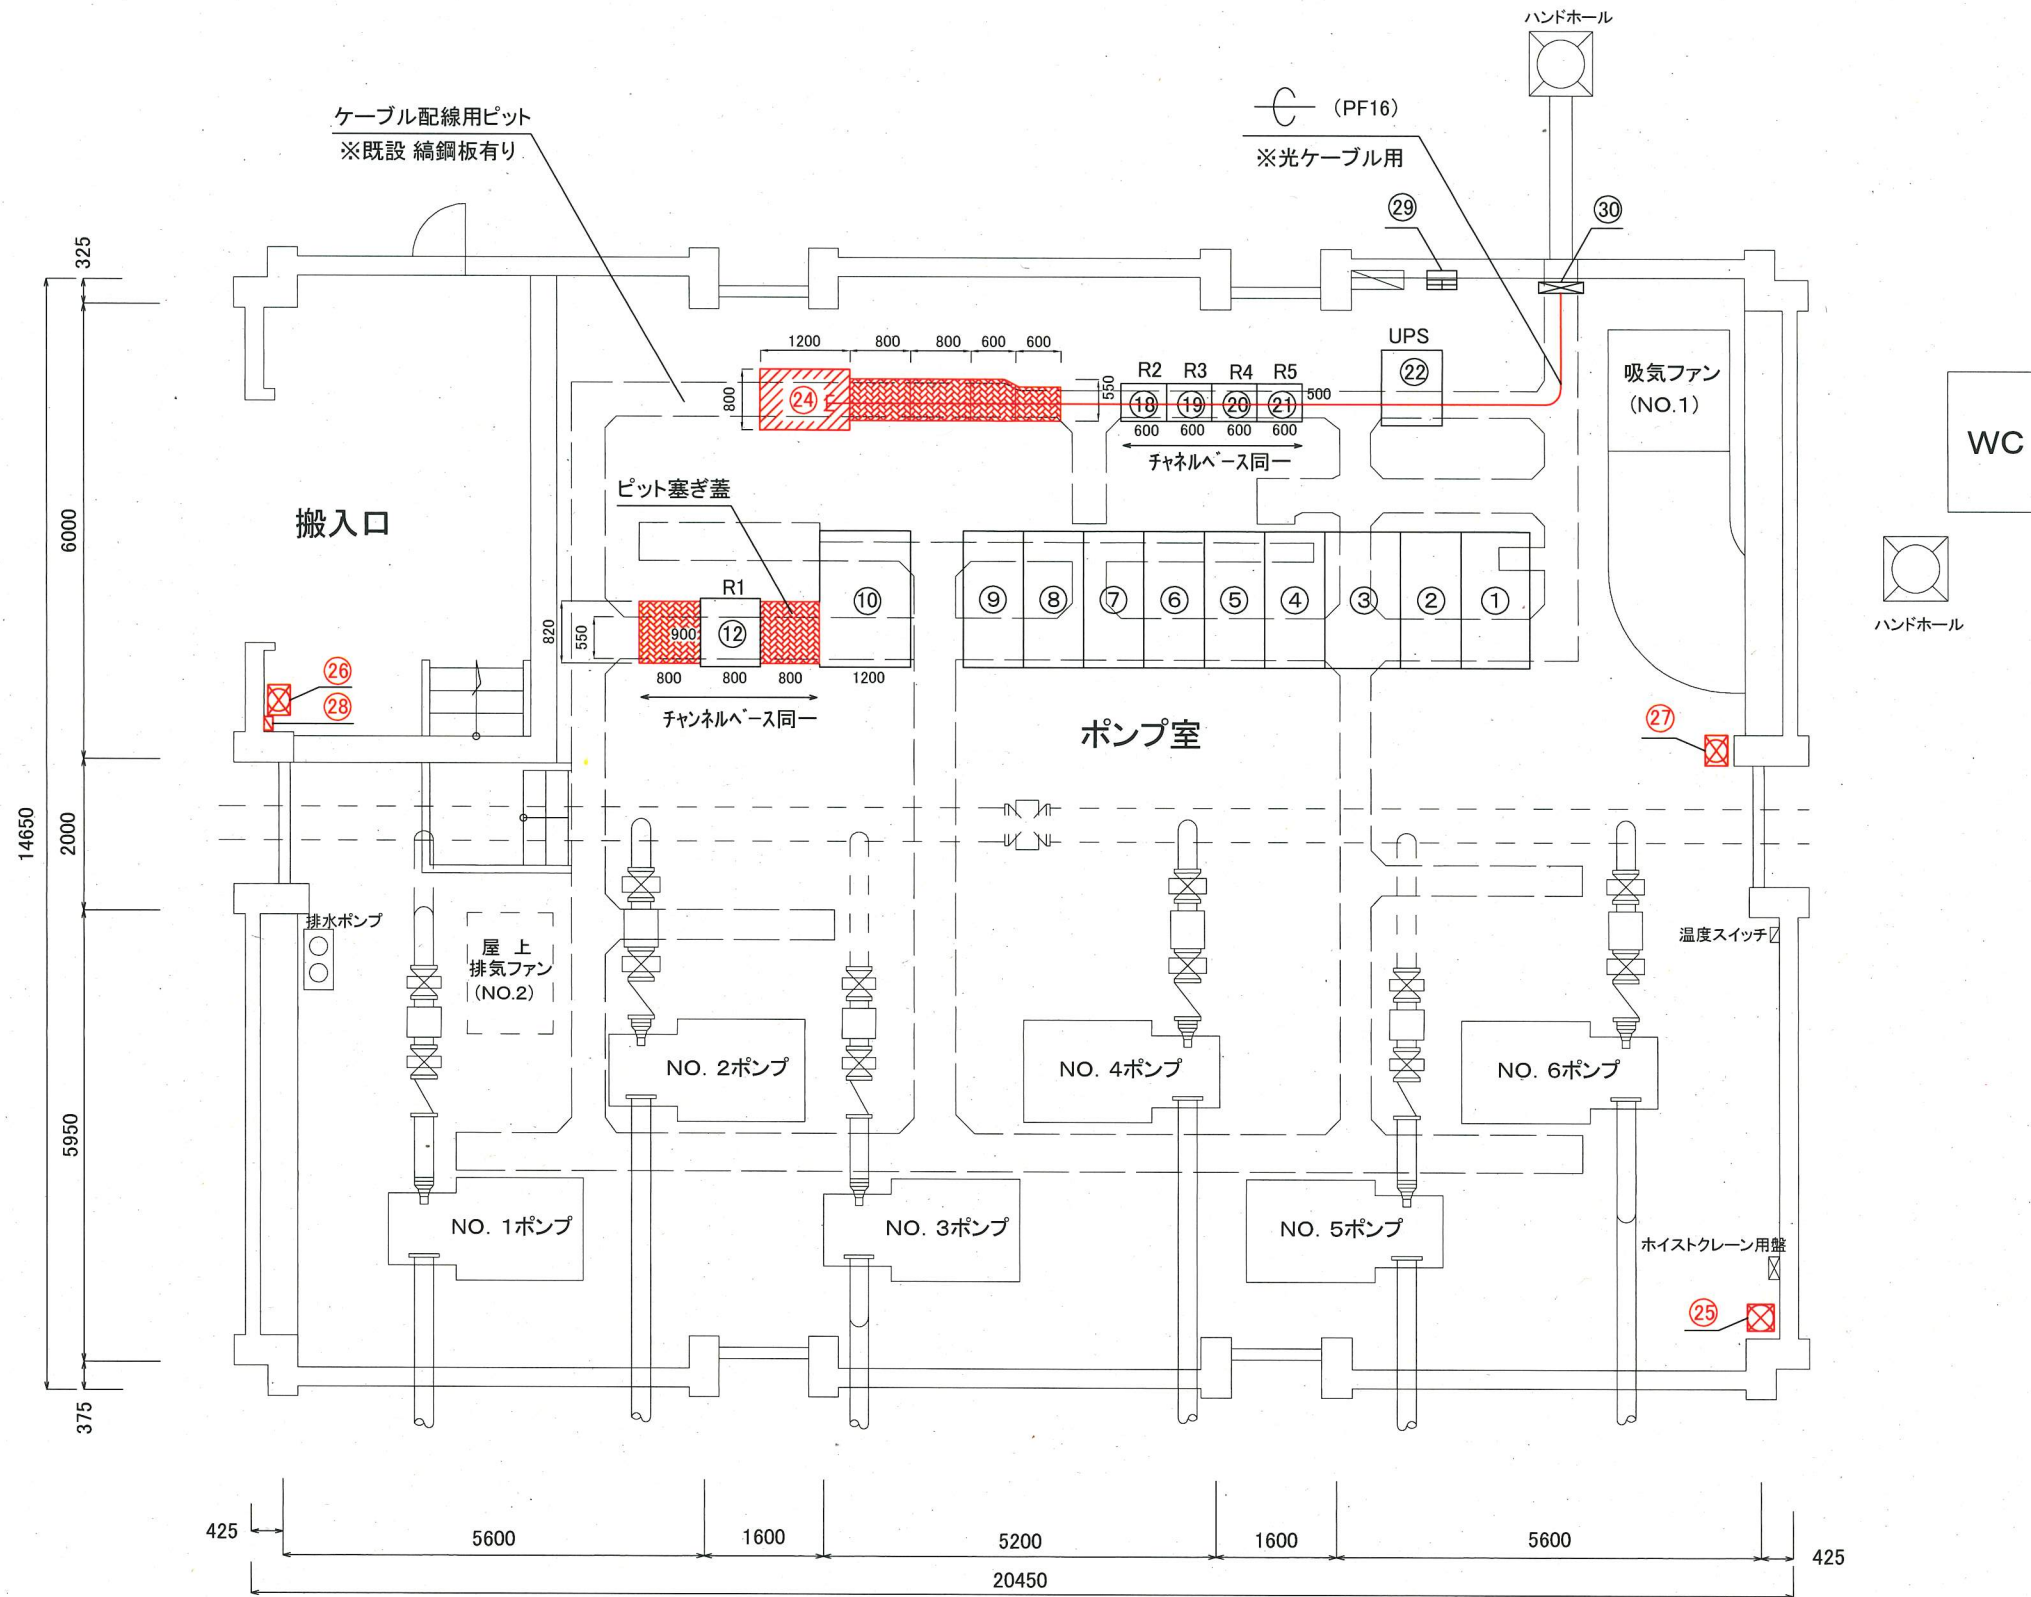 ハンドホール
ケーブル配線用ピット
※既設 縞鋼板有り
(PF16)
※光ケーブル用
㉙
㉚
325
1200
800
800
600
600
UPS
㉒
R2
R3
R4
R5
800
㉔
550
⑱
⑲
⑳
㉑
500
600
600
600
600
チャネルベース同一
吸気ファン
(NO.1)
WC
ピット塞ぎ蓋
搬入口
6000
R1
820
550
900
⑫
⑩
⑨
⑧
⑦
⑥
⑤
④
③
②
①
800
800
800
1200
チャンネルベース同一
ハンドホール
㉖
㉘
㉗
ポンプ室
14650
2000
排水ポンプ
屋 上
排気ファン
(NO.2)
温度スイッチ
NO. 2ポンプ
NO. 4ポンプ
NO. 6ポンプ
5950
NO. 1ポンプ
NO. 3ポンプ
NO. 5ポンプ
ホイストクレーン用盤
㉕
375
425
5600
1600
5200
1600
5600
425
20450